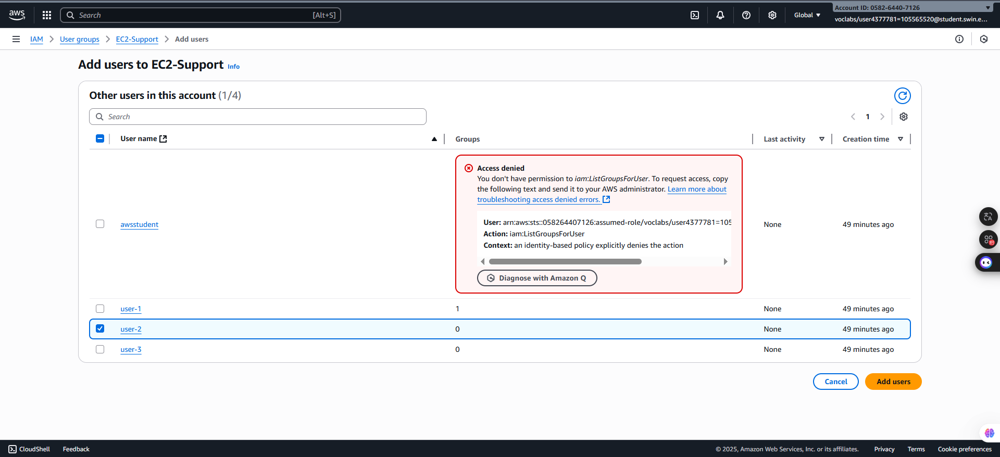 aws
Search
[Alt+S]
Global
Account ID: 0582-6440-7126
voclabs/user4377781=105565520@student.swin.e...
IAM
User groups
EC2-Support
Add users
Add users to EC2-Support
Info
Other users in this account (1/4)
Search
1
User name
Groups
Last activity
Creation time
awsstudent
Access denied
You don't have permission to iam:ListGroupsForUser. To request access, copy
the following text and send it to your AWS administrator. Learn more about
troubleshooting access denied errors.
User: arn:aws:sts::058264407126:assumed-role/voclabs/user4377781=105
Action: iam:ListGroupsForUser
Context: an identity-based policy explicitly denies the action
Diagnose with Amazon Q
None
49 minutes ago
user-1
1
None
49 minutes ago
user-2
0
None
49 minutes ago
user-3
0
None
49 minutes ago
Cancel
Add users
CloudShell
Feedback
© 2025, Amazon Web Services, Inc. or its affiliates.
Privacy
Terms
Cookie preferences